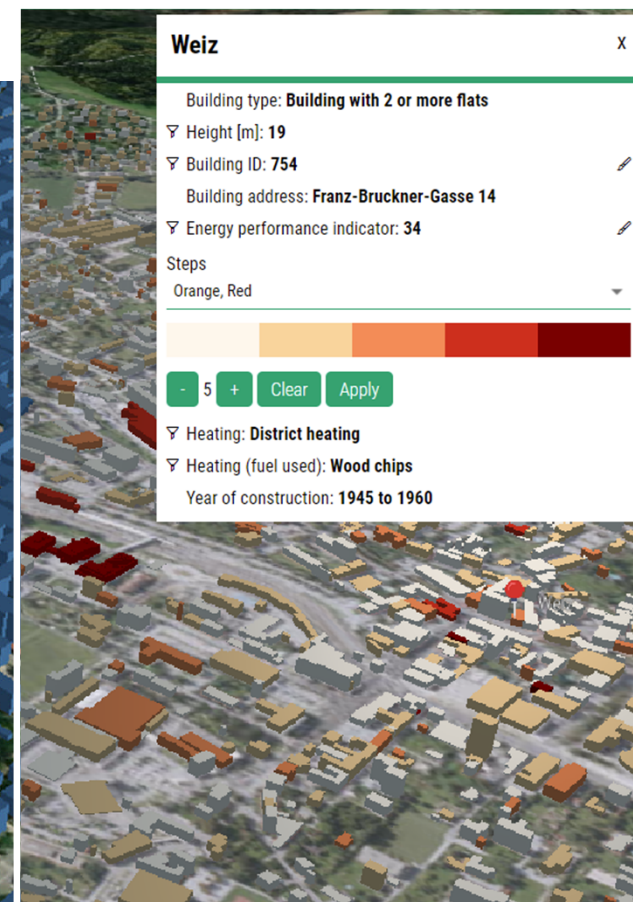 Weiz
X
Building type: Building with 2 or more flats
Height [m]: 19
Building ID: 754
Building address: Franz-Bruckner-Gasse 14
Energy performance indicator: 34
Steps
Orange, Red
- 5 + Clear Apply
Heating: District heating
Heating (fuel used): Wood chips
Year of construction: 1945 to 1960
Weiz